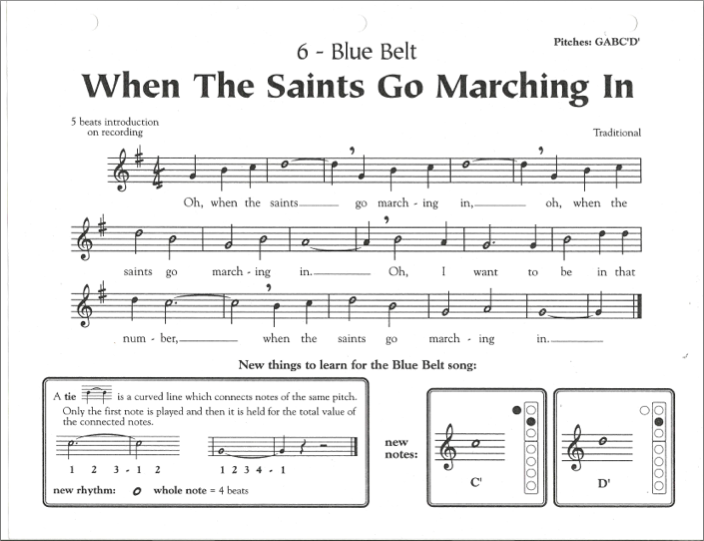 Pitches: GABC'D'
6 - Blue Belt
When The Saints Go Marching In
5 beats introduction
on recording
Traditional
Oh, when the saints go march - ing in, oh, when the
saints go march - ing in. Oh, I want to be in that
num - ber, when the saints go march - ing in.
New things to learn for the Blue Belt song:
A tie is a curved line which connects notes of the same pitch.
Only the first note is played and then it is held for the total value of
the connected notes.
1 2 3 - 1 2 1 2 3 4 - 1
new rhythm: whole note = 4 beats
new
notes:
C' D'